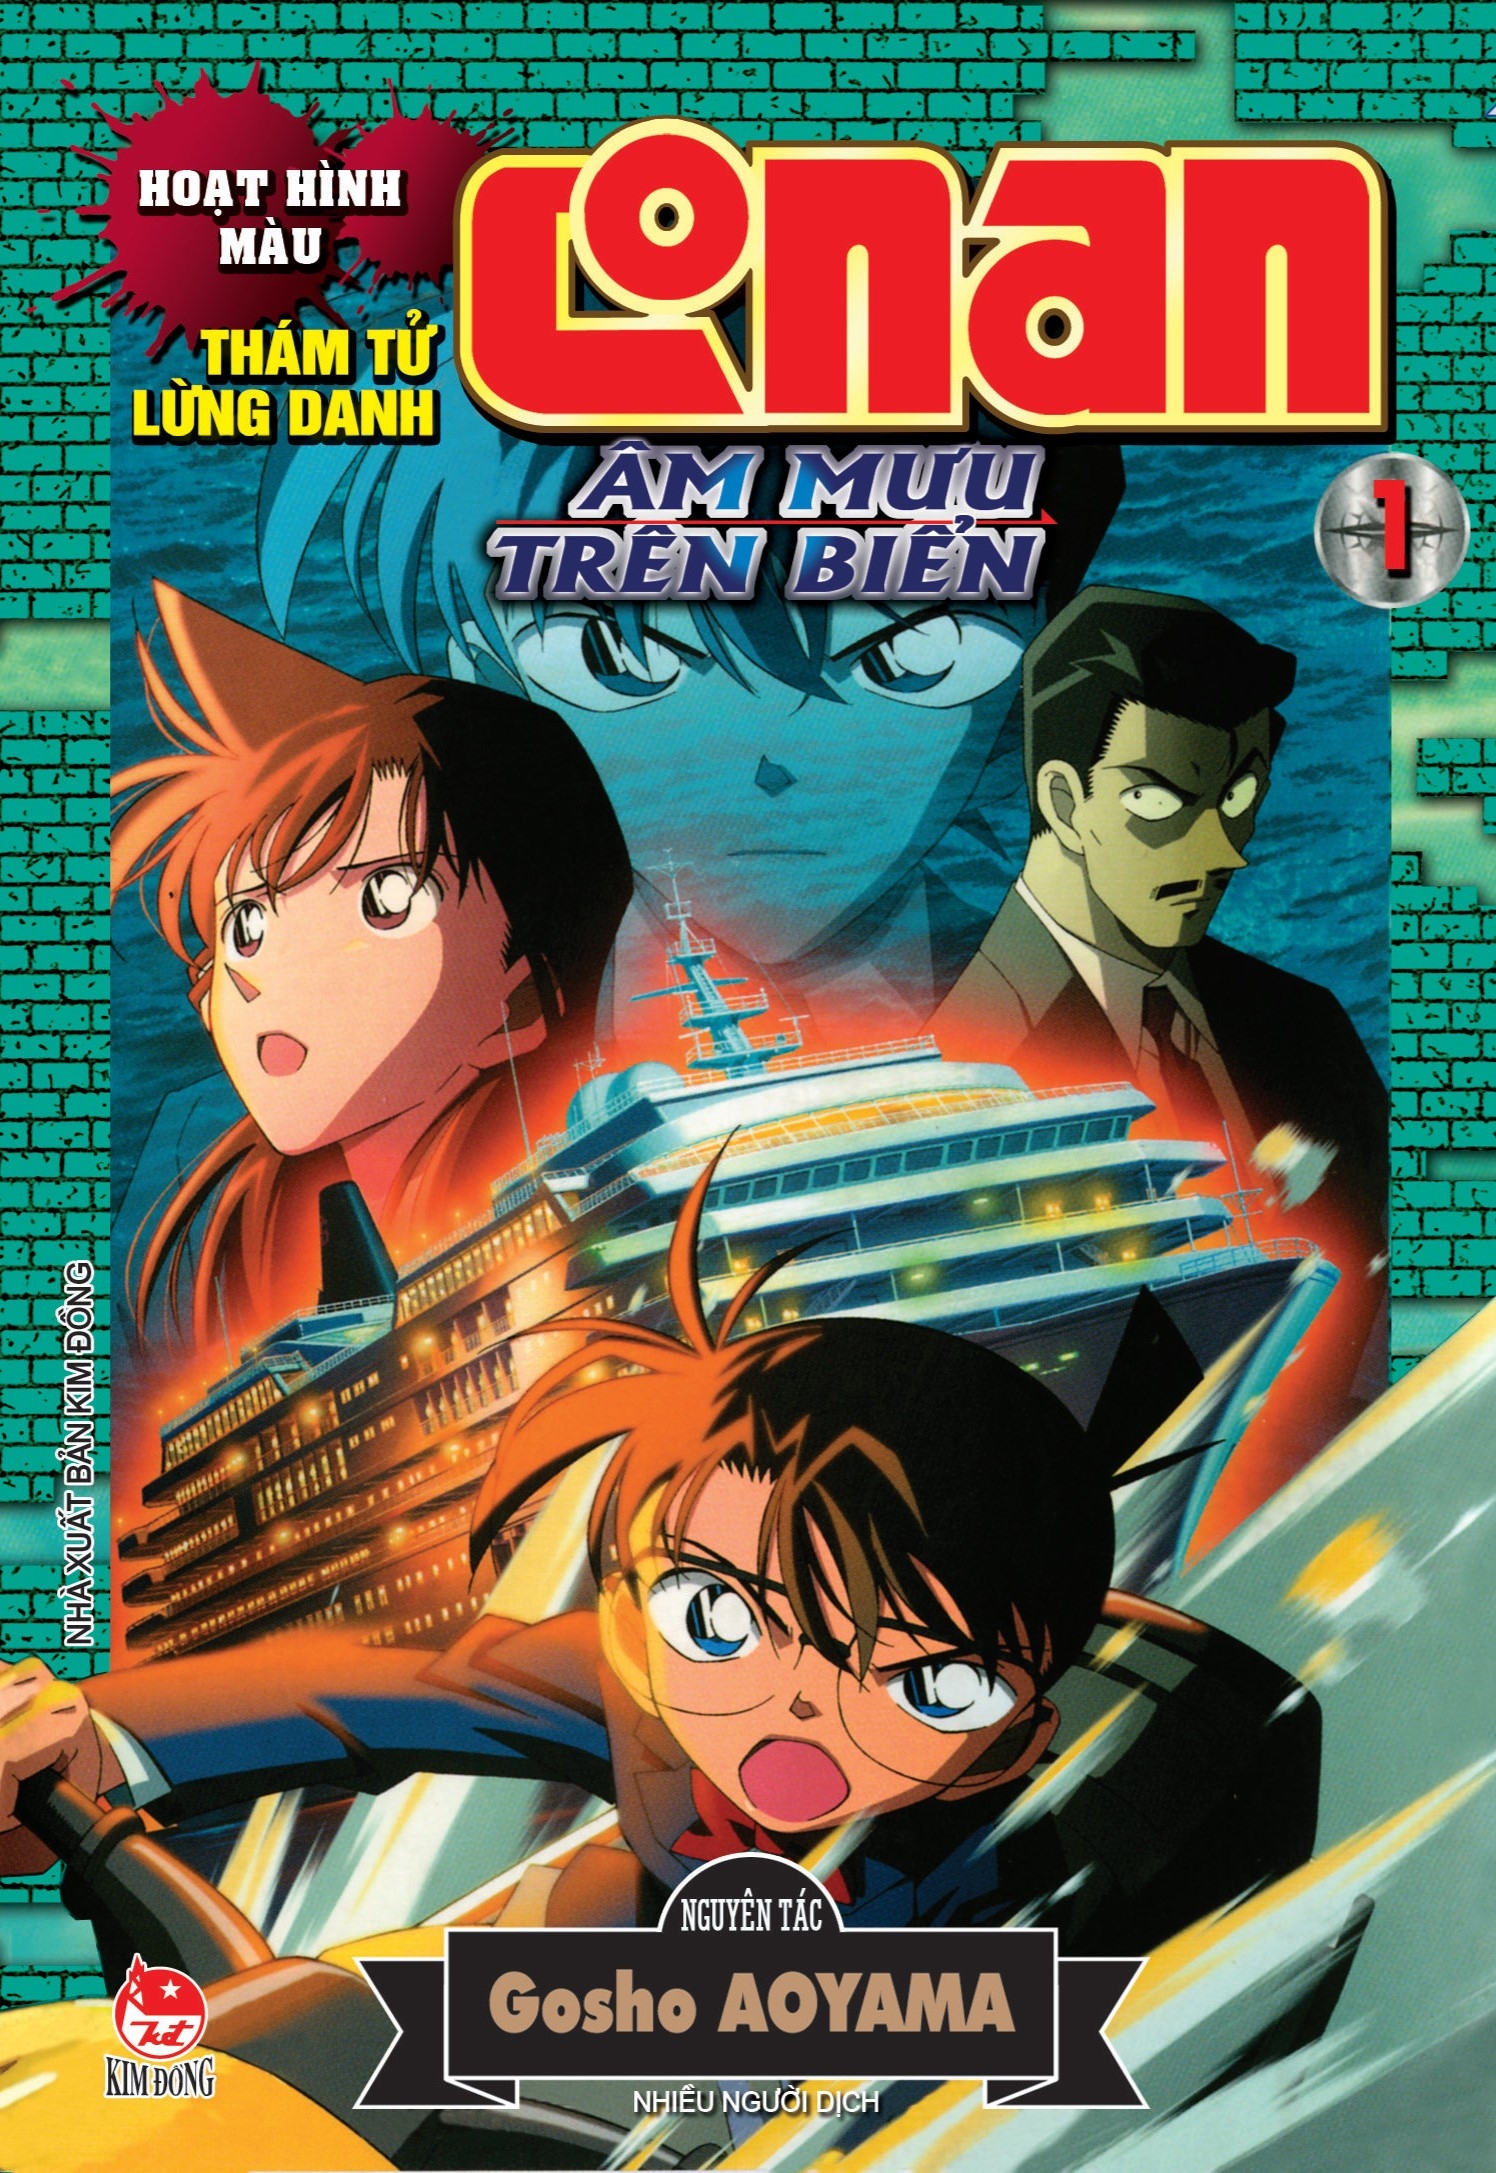 HOẠT HÌNH
MÀU
THÁM TỬ
LỪNG DANH
CONAN
ÂM MƯU
TRÊN BIỂN
1
NHÀ XUẤT BẢN KIM ĐỒNG
NGUYÊN TÁC
Gosho AOYAMA
NHIỀU NGƯỜI DỊCH
kđ
KIM ĐỒNG